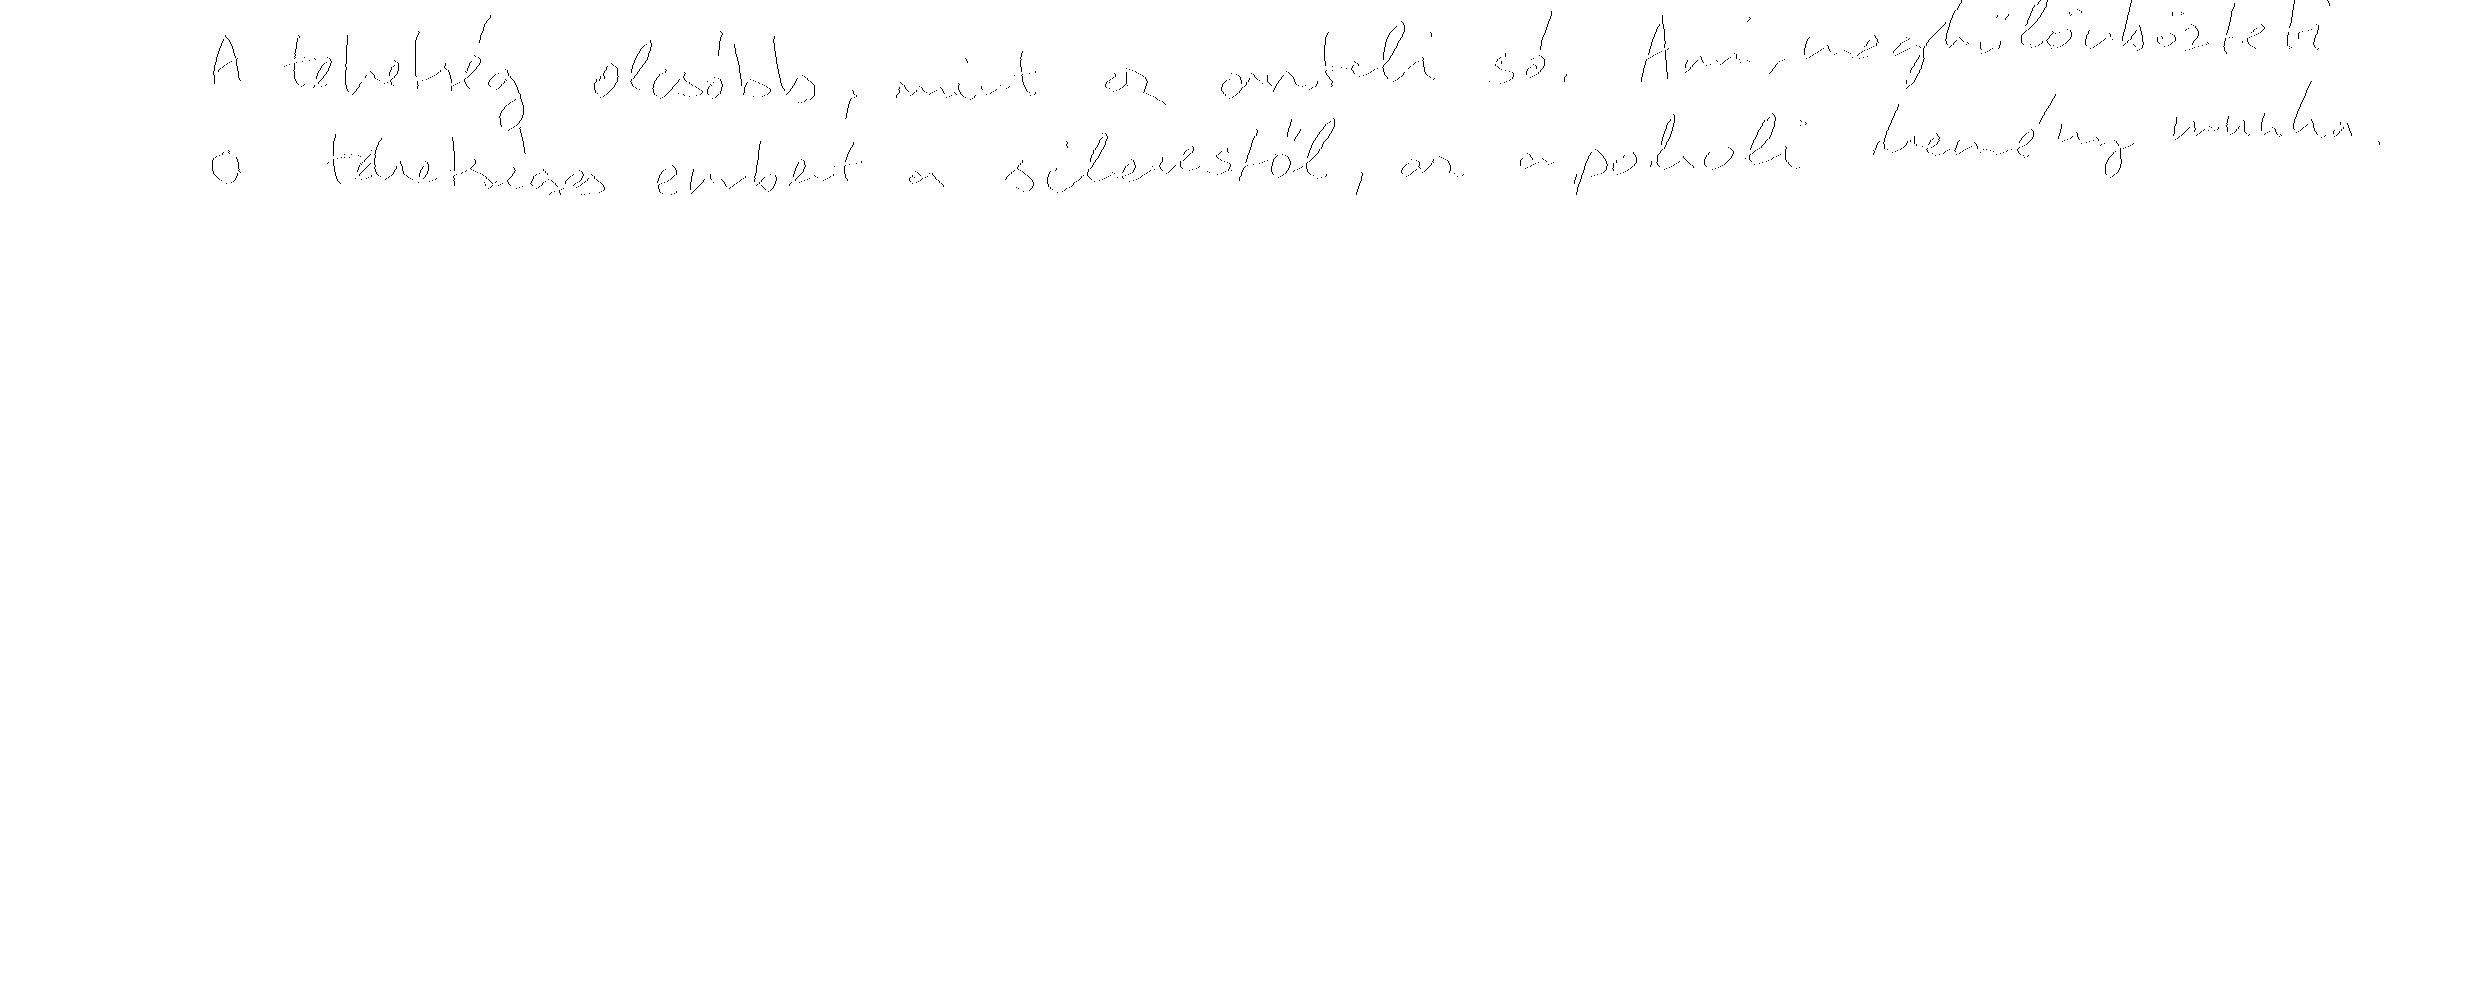 A tehetség olcsóbb, mint az asztali só. Ami megkülönbözteti
a tehetséges embert a sikerestől, az a pokoli kemény munka.